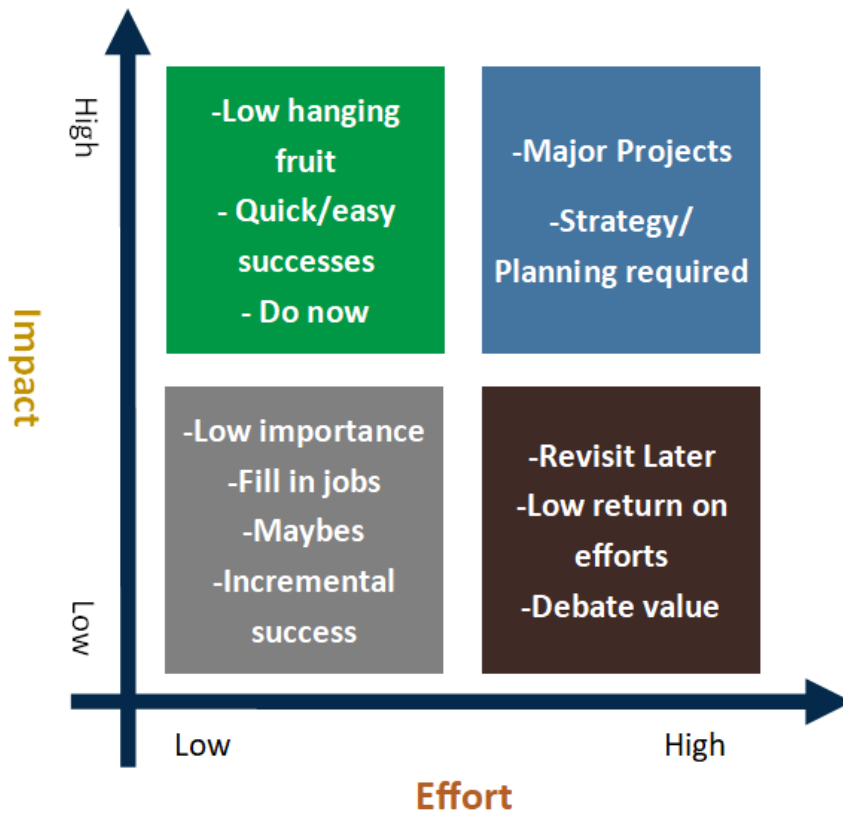 High
-Low hanging
fruit
- Quick/easy
successes
- Do now
-Major Projects
-Strategy/
Planning required
Impact
-Low importance
-Fill in jobs
-Maybes
-Incremental
success
-Revisit Later
-Low return on
efforts
-Debate value
Low
Low
High
Effort